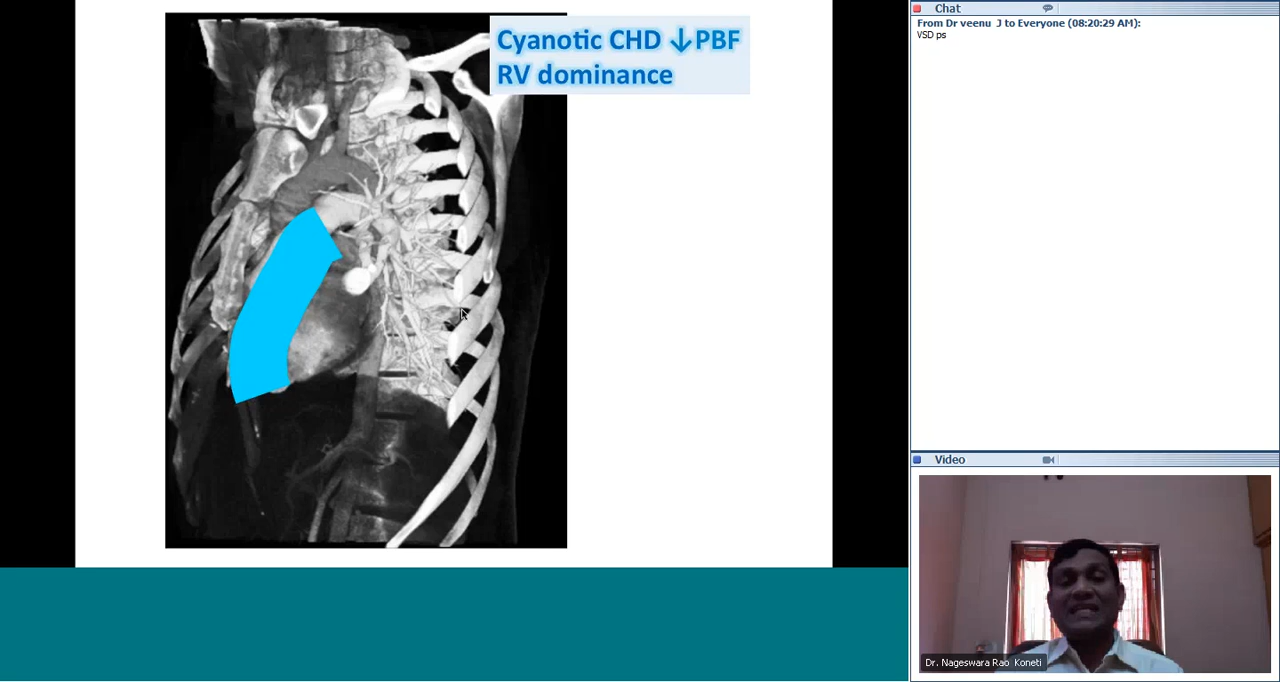 Cyanotic CHD ↓PBF
RV dominance
Chat
From Dr veenu J to Everyone (08:20:29 AM):
VSD ps
Video
Dr. Nageswara Rao Koneti